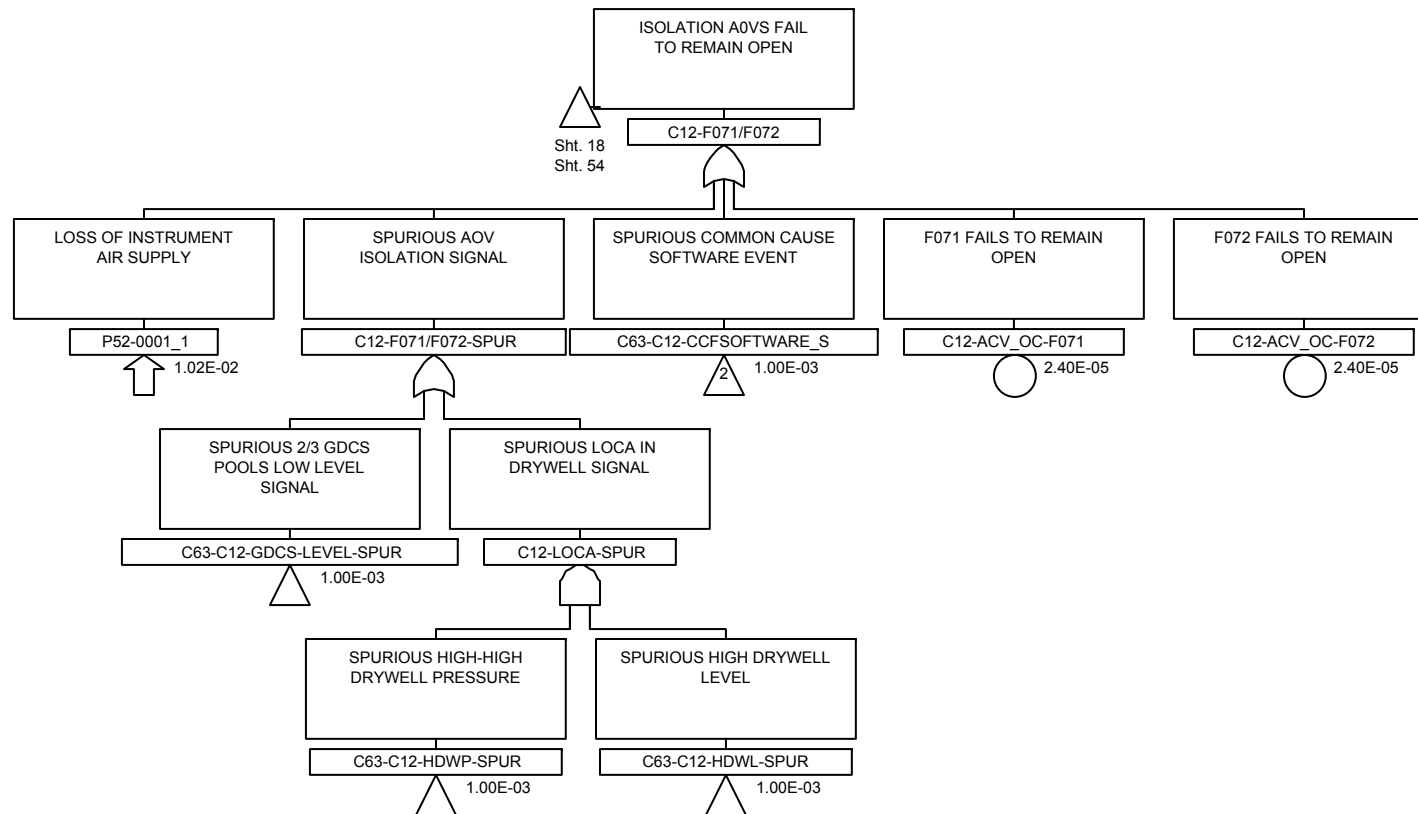 ISOLATION A0VS FAIL
TO REMAIN OPEN
C12-F071/F072
Sht. 18
Sht. 54
LOSS OF INSTRUMENT
AIR SUPPLY
P52-0001_1
1.02E-02
SPURIOUS AOV
ISOLATION SIGNAL
C12-F071/F072-SPUR
SPURIOUS COMMON CAUSE
SOFTWARE EVENT
C63-C12-CCFSOFTWARE_S
2
1.00E-03
F071 FAILS TO REMAIN
OPEN
C12-ACV_OC-F071
2.40E-05
F072 FAILS TO REMAIN
OPEN
C12-ACV_OC-F072
2.40E-05
SPURIOUS 2/3 GDCS
POOLS LOW LEVEL
SIGNAL
C63-C12-GDCS-LEVEL-SPUR
1.00E-03
SPURIOUS LOCA IN
DRYWELL SIGNAL
C12-LOCA-SPUR
SPURIOUS HIGH-HIGH
DRYWELL PRESSURE
C63-C12-HDWP-SPUR
1.00E-03
SPURIOUS HIGH DRYWELL
LEVEL
C63-C12-HDWL-SPUR
1.00E-03